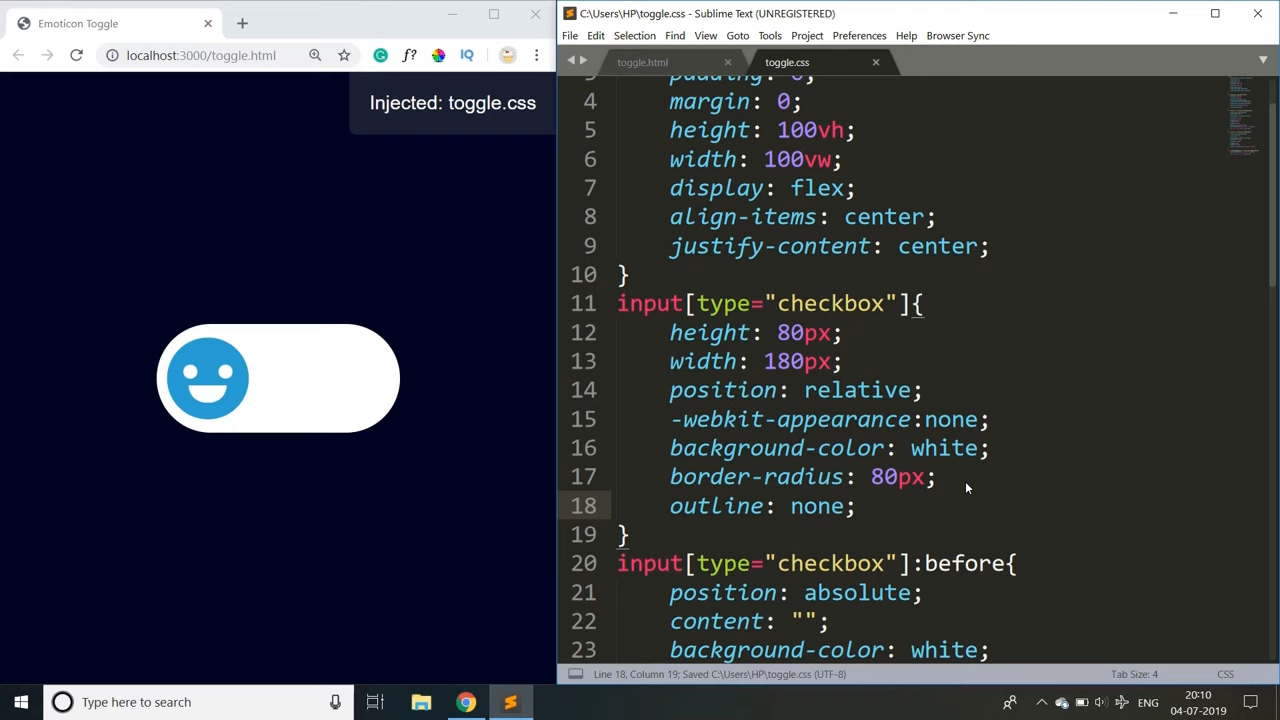 Emoticon Toggle
C:\Users\HP\toggle.css - Sublime Text (UNREGISTERED)
File Edit Selection Find View Goto Tools Project Preferences Help Browser Sync
localhost:3000/toggle.html
f?
IQ
toggle.html
toggle.css
Injected: toggle.css
3 padding: 0;
4 margin: 0;
5 height: 100vh;
6 width: 100vw;
7 display: flex;
8 align-items: center;
9 justify-content: center;
10 }
11 input[type="checkbox"]{
12 height: 80px;
13 width: 180px;
14 position: relative;
15 -webkit-appearance:none;
16 background-color: white;
17 border-radius: 80px;
18 outline: none;
19 }
20 input[type="checkbox"]:before{
21 position: absolute;
22 content: "";
23 background-color: white;
Line 18, Column 19; Saved C:\Users\HP\toggle.css (UTF-8)
Tab Size: 4
CSS
Type here to search
ENG
20:10
04-07-2019